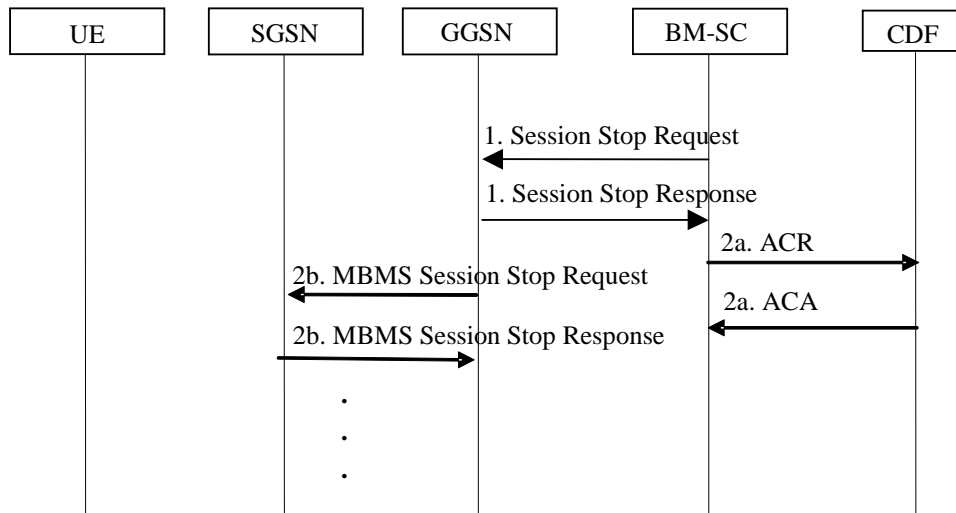 UE
SGSN
GGSN
BM-SC
CDF
1. Session Stop Request
1. Session Stop Response
2a. ACR
2b. MBMS Session Stop Request
2a. ACA
2b. MBMS Session Stop Response
.
.
.